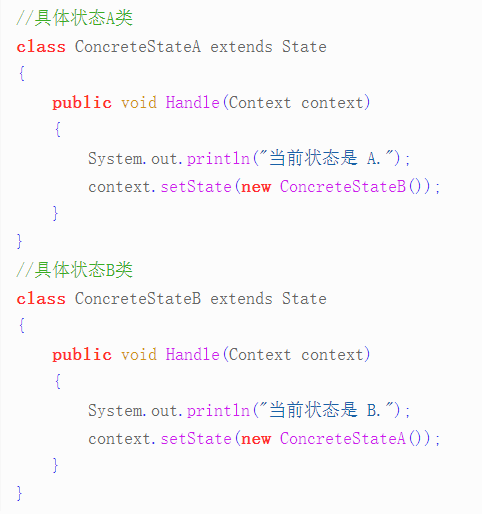 //具体状态A类
class ConcreteStateA extends State
{
    public void Handle(Context context)
    {
        System.out.println("当前状态是 A.");
        context.setState(new ConcreteStateB());
    }
}
//具体状态B类
class ConcreteStateB extends State
{
    public void Handle(Context context)
    {
        System.out.println("当前状态是 B.");
        context.setState(new ConcreteStateA());
    }
}